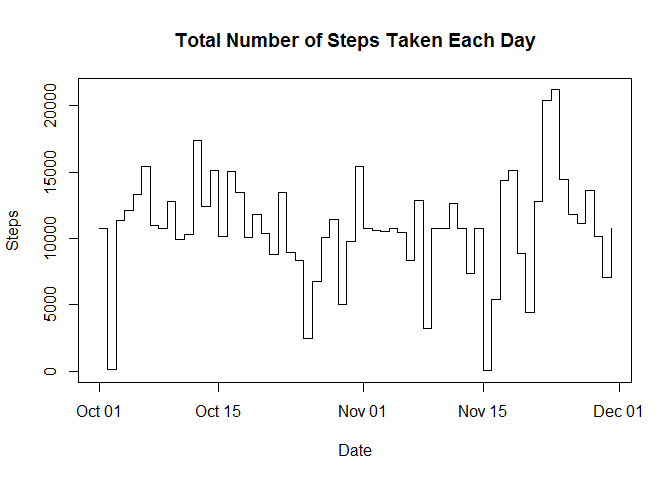 Total Number of Steps Taken Each Day
20000
15000
10000
5000
0
Steps
Oct 01 Oct 15 Nov 01 Nov 15 Dec 01
Date